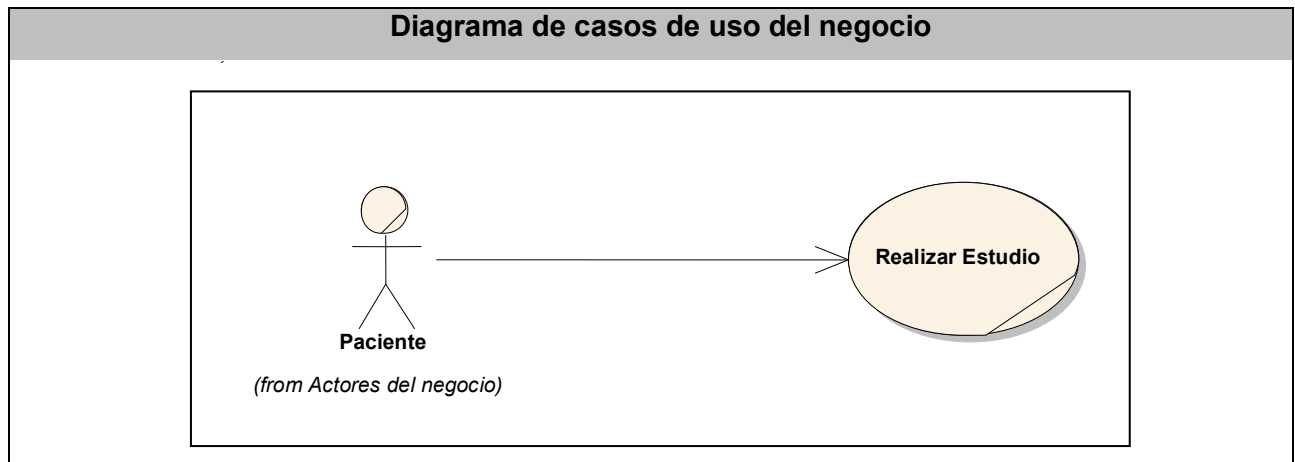 Diagrama de casos de uso del negocio
Realizar Estudio
Paciente
(from Actores del negocio)